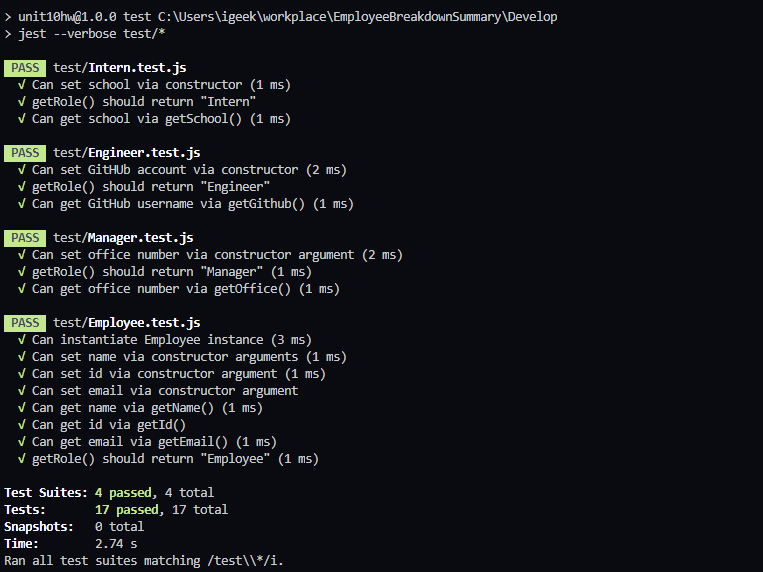 > unit10hw@1.0.0 test C:\Users\igeek\workplace\EmployeeBreakdownSummary\Develop
> jest --verbose test/*
PASS test/Intern.test.js
√ Can set school via constructor (1 ms)
√ getRole() should return "Intern"
√ Can get school via getSchool() (1 ms)
PASS test/Engineer.test.js
√ Can set GitHUb account via constructor (2 ms)
√ getRole() should return "Engineer"
√ Can get GitHub username via getGithub() (1 ms)
PASS test/Manager.test.js
√ Can set office number via constructor argument (2 ms)
√ getRole() should return "Manager" (1 ms)
√ Can get office number via getOffice() (1 ms)
PASS test/Employee.test.js
√ Can instantiate Employee instance (3 ms)
√ Can set name via constructor arguments (1 ms)
√ Can set id via constructor argument (1 ms)
√ Can set email via constructor argument
√ Can get name via getName() (1 ms)
√ Can get id via getId()
√ Can get email via getEmail() (1 ms)
√ getRole() should return "Employee" (1 ms)
Test Suites: 4 passed, 4 total
Tests: 17 passed, 17 total
Snapshots: 0 total
Time: 2.74 s
Ran all test suites matching /test\\*/i.